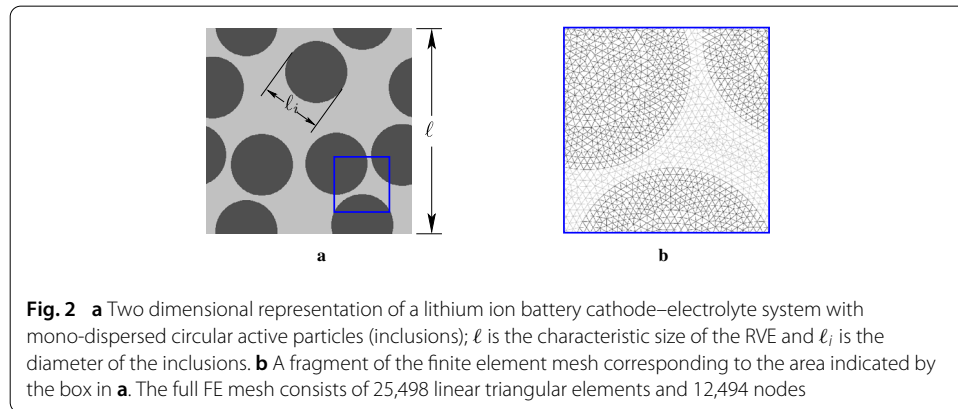 ℓi
ℓ
a
b
Fig. 2 a Two dimensional representation of a lithium ion battery cathode–electrolyte system with
mono-dispersed circular active particles (inclusions); ℓ is the characteristic size of the RVE and ℓi is the
diameter of the inclusions. b A fragment of the finite element mesh corresponding to the area indicated by
the box in a. The full FE mesh consists of 25,498 linear triangular elements and 12,494 nodes